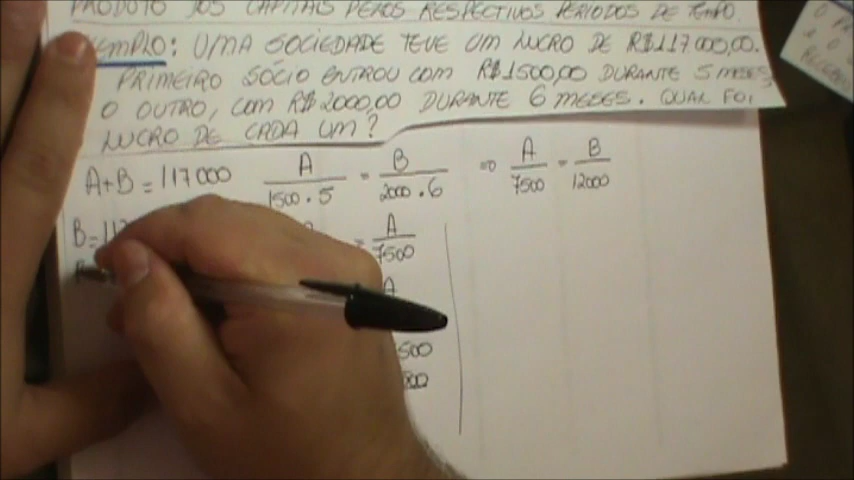 PRODUTO DOS CAPITAIS PELOS RESPECTIVOS PERÍODOS DE TEMPO.
EXEMPLO: UMA SOCIEDADE TEVE UM LUCRO DE R$117.000,00.
PRIMEIRO SÓCIO ENTROU COM R$1500,00 DURANTE 5 MESES,
O OUTRO, COM R$2000,00 DURANTE 6 MESES. QUAL FOI
LUCRO DE CADA UM?
A+B=117000 A/1500·5 = B/2000·6 => A/7500 = B/12000
B=117 = A/7500
A
500